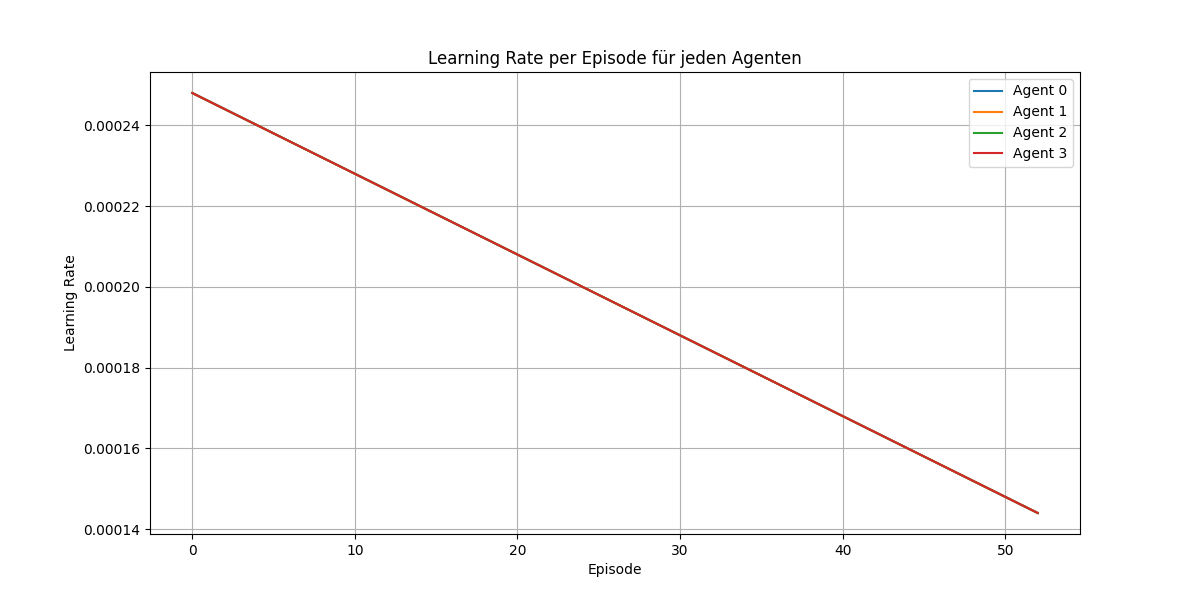 Learning Rate per Episode für jeden Agenten
Agent 0
Agent 1
Agent 2
Agent 3
Learning Rate
0.00024
0.00022
0.00020
0.00018
0.00016
0.00014
0 10 20 30 40 50
Episode